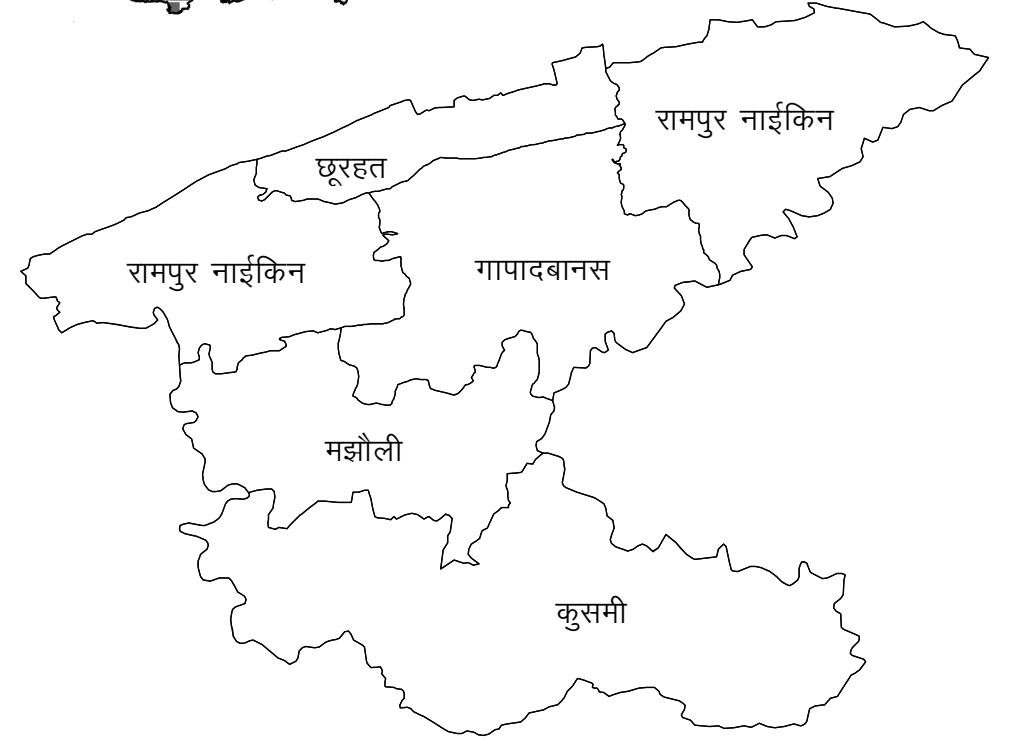 रामपुर नाईकिन
छूरहत
रामपुर नाईकिन
गापादबानस
मझौली
कुसमी